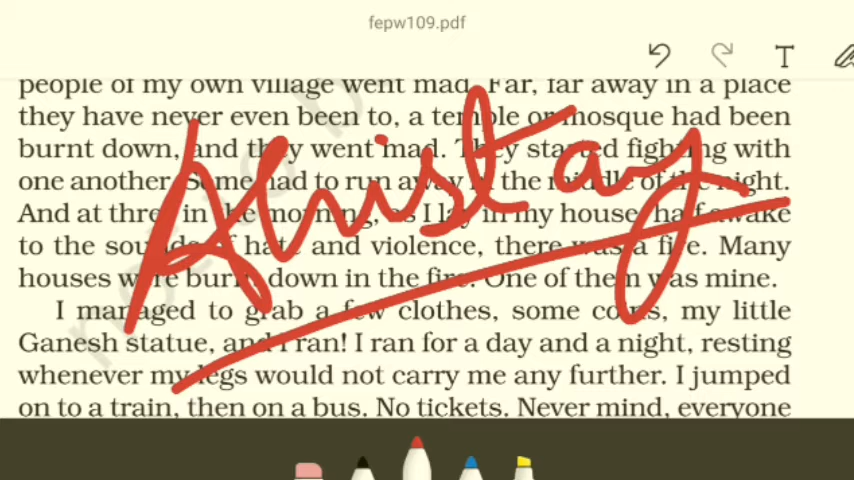 fepw109.pdf
T
people of my own village went mad. Far, far away in a place
they have never even been to, a temple or mosque had been
burnt down, and they went mad. They started fighting with
one another. Some had to run away in the middle of the night.
And at three in the morning, as I lay in my house, half awake
to the sounds of hate and violence, there was a fire. Many
houses were burnt down in the fire. One of them was mine.
I managed to grab a few clothes, some coins, my little
Ganesh statue, and I ran! I ran for a day and a night, resting
whenever my legs would not carry me any further. I jumped
on to a train, then on a bus. No tickets. Never mind, everyone